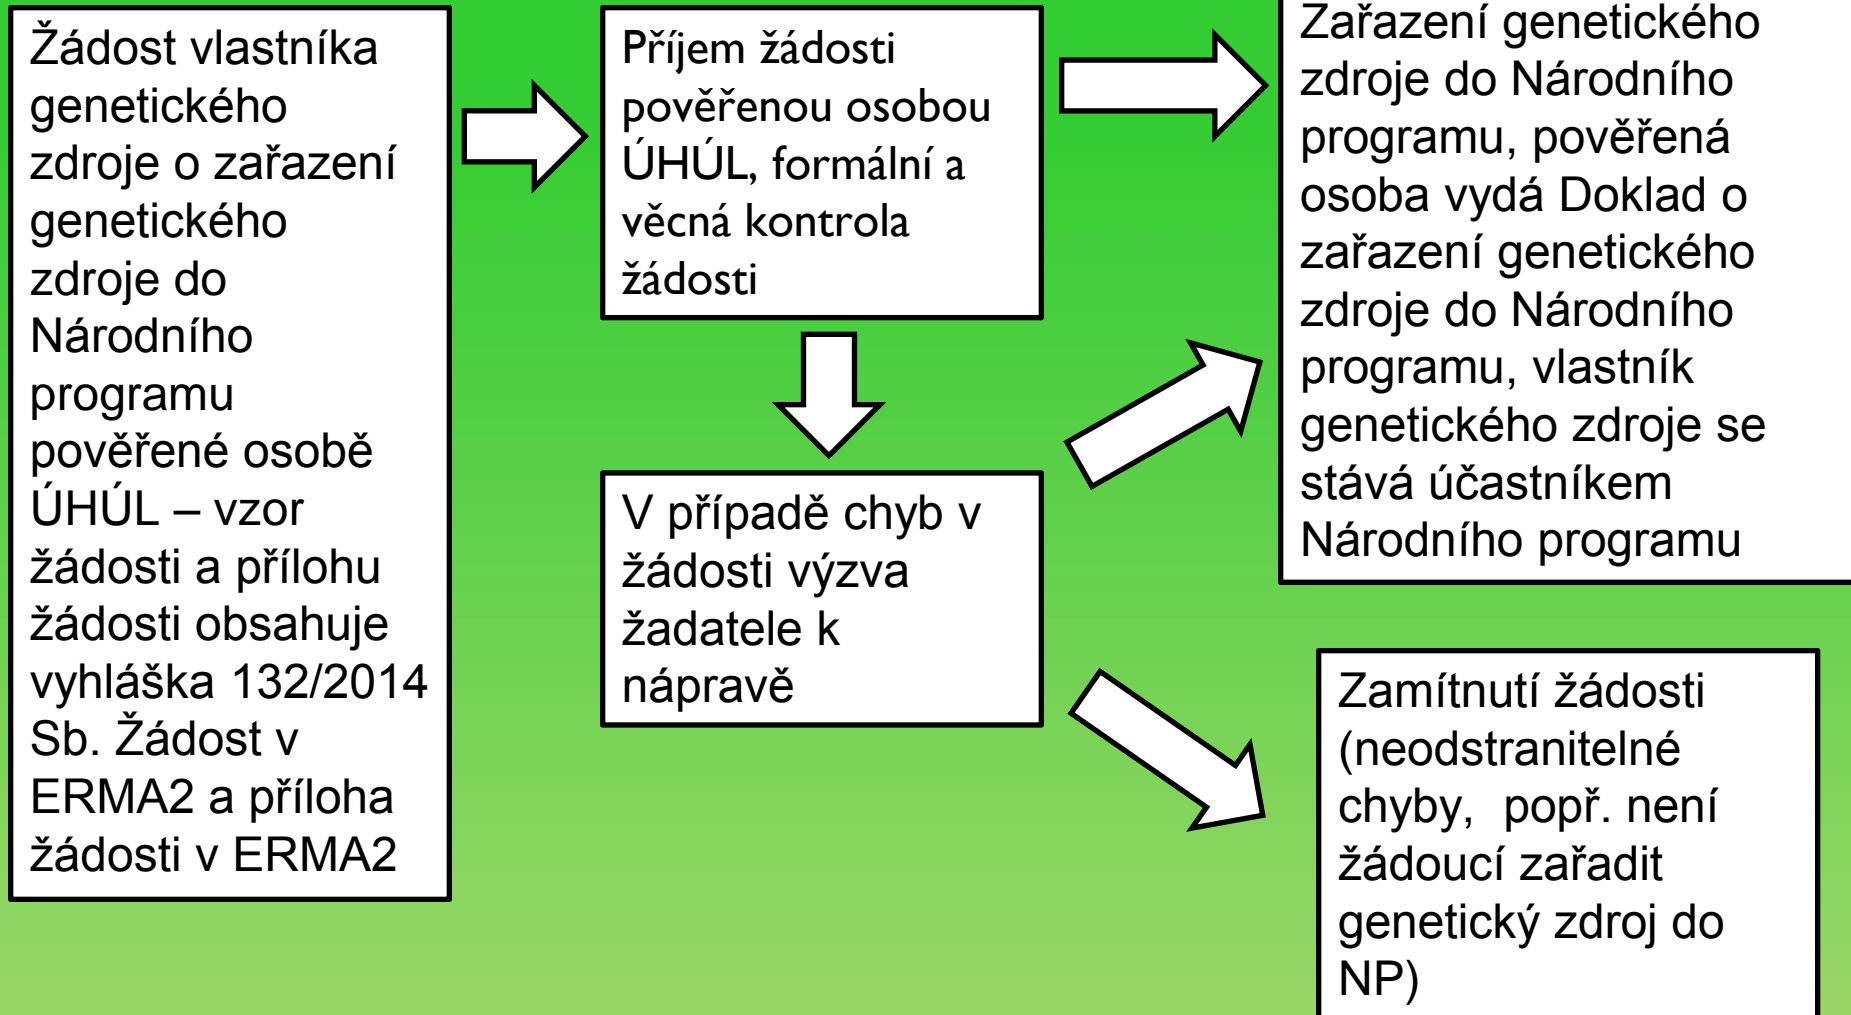 Žádost vlastníka
genetického
zdroje o zařazení
genetického
zdroje do
Národního
programu
pověřené osobě
ÚHÚL – vzor
žádosti a přílohu
žádosti obsahuje
vyhláška 132/2014
Sb. Žádost v
ERMA2 a příloha
žádosti v ERMA2
Příjem žádosti
pověřenou osobou
ÚHÚL, formální a
věcná kontrola
žádosti
V případě chyb v
žádosti výzva
žadatele k
nápravě
Zařazení genetického
zdroje do Národního
programu, pověřená
osoba vydá Doklad o
zařazení genetického
zdroje do Národního
programu, vlastník
genetického zdroje se
stává účastníkem
Národního programu
Zamítnutí žádosti
(neodstranitelné
chyby, popř. není
žádoucí zařadit
genetický zdroj do
NP)